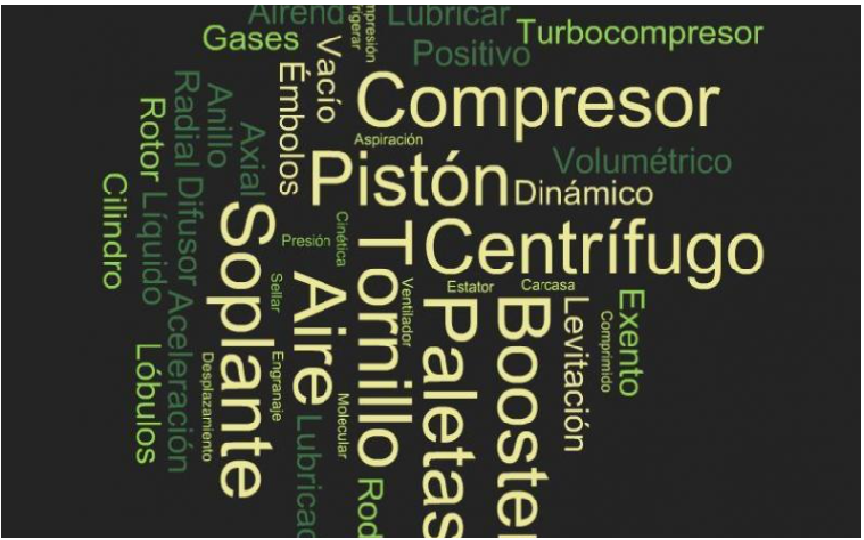 Airend
Lubricar
Gases
Vacío
Positivo
Turbocompresor
Émbolos
Compresor
Aspiración
Radial
Anillo
Rotor
Axial
Pistón
Volumétrico
Dinámico
Cilindro
Líquido
Difusor
Soplante
Presión
Cinética
Tornillo
Centrífugo
Sellar
Aire
Ventilador
Estator
Carcasa
Aceleración
Paletas
Booster
Levitación
Exento
Comprimido
Lóbulos
Desplazamiento
Engranaje
Molecular